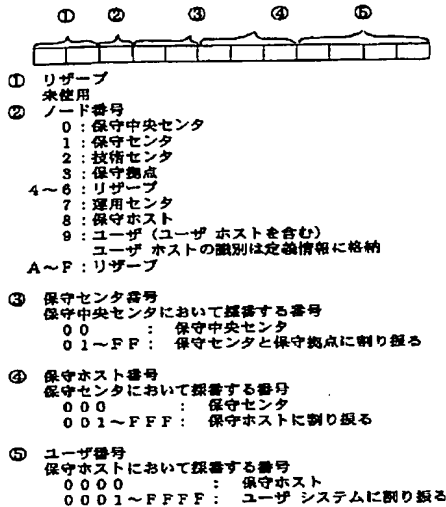 ① ② ③ ④ ⑤
① リザーブ
未使用
② ノード番号
0：保守中央センタ
1：保守センタ
2：技術センタ
3：保守拠点
4～6：リザーブ
7：運用センタ
8：保守ホスト
9：ユーザ（ユーザ ホストを含む）
ユーザ ホストの識別は定義情報に格納
A～F：リザーブ
③ 保守センタ番号
保守中央センタにおいて採番する番号
００ ： 保守中央センタ
０１～ＦＦ： 保守センタと保守拠点に割り振る
④ 保守ホスト番号
保守センタにおいて採番する番号
０００ ： 保守センタ
００１～ＦＦＦ： 保守ホストに割り振る
⑤ ユーザ番号
保守ホストにおいて採番する番号
００００ ： 保守ホスト
０００１～ＦＦＦＦ： ユーザ システムに割り振る